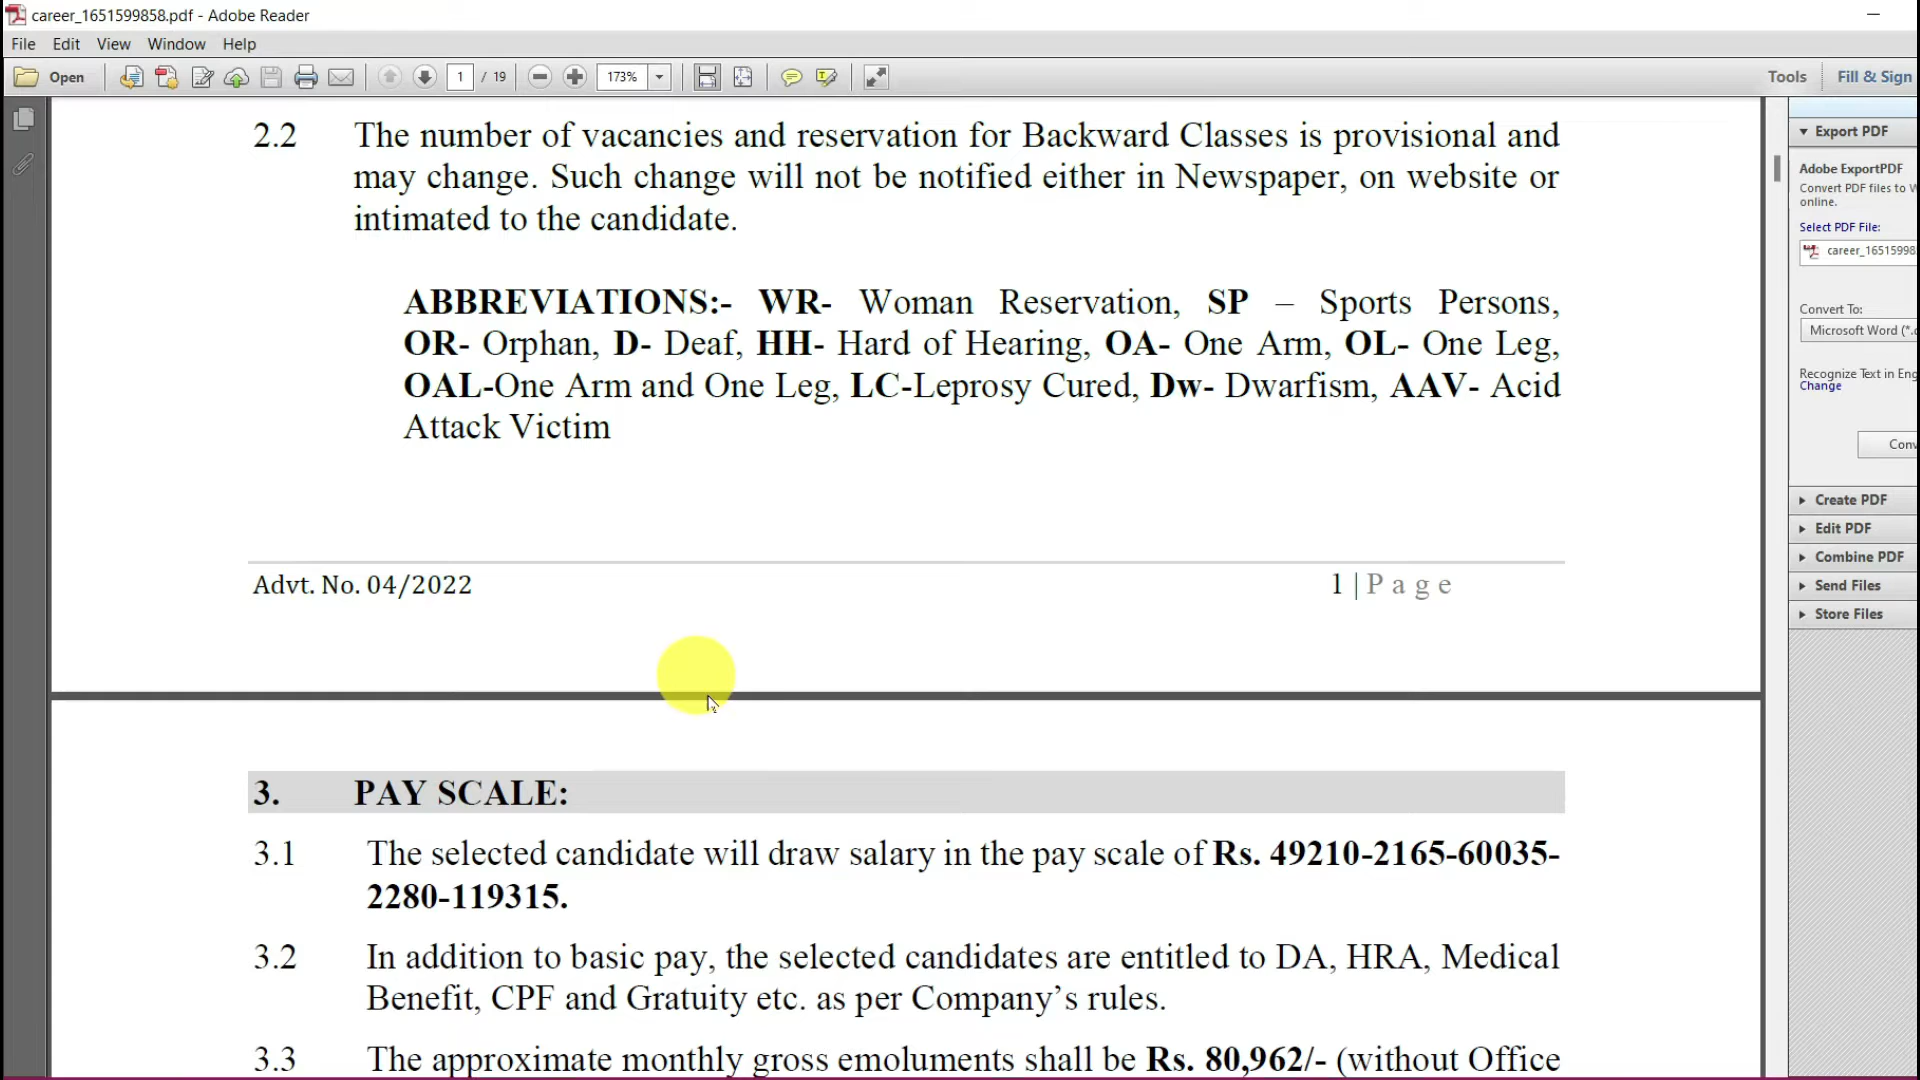 career_1651599858.pdf - Adobe Reader
File Edit View Window Help
Open 1 / 19 173% Tools Fill & Sign
2.2 The number of vacancies and reservation for Backward Classes is provisional and
may change. Such change will not be notified either in Newspaper, on website or
intimated to the candidate.
ABBREVIATIONS:- WR- Woman Reservation, SP – Sports Persons,
OR- Orphan, D- Deaf, HH- Hard of Hearing, OA- One Arm, OL- One Leg,
OAL-One Arm and One Leg, LC-Leprosy Cured, Dw- Dwarfism, AAV- Acid
Attack Victim
Advt. No. 04/2022 1 | P a g e
3. PAY SCALE:
3.1 The selected candidate will draw salary in the pay scale of Rs. 49210-2165-60035-
2280-119315.
3.2 In addition to basic pay, the selected candidates are entitled to DA, HRA, Medical
Benefit, CPF and Gratuity etc. as per Company’s rules.
3.3 The approximate monthly gross emoluments shall be Rs. 80,962/- (without Office
Export PDF
Adobe ExportPDF
Convert PDF files to W
online.
Select PDF File:
career_16515998
Convert To:
Microsoft Word (*.d
Recognize Text in Eng
Change
Conv
Create PDF
Edit PDF
Combine PDF
Send Files
Store Files